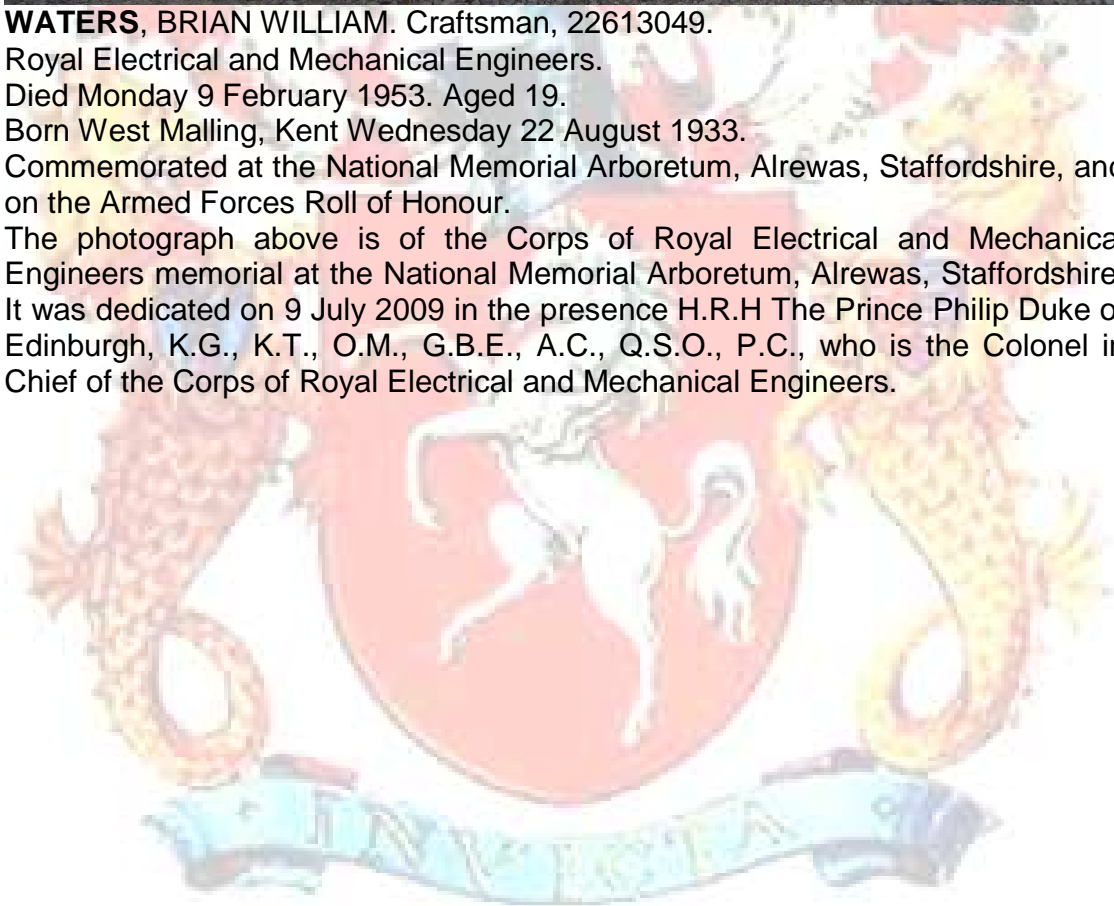 WATERS, BRIAN WILLIAM. Craftsman, 22613049.
Royal Electrical and Mechanical Engineers.
Died Monday 9 February 1953. Aged 19.
Born West Malling, Kent Wednesday 22 August 1933.
Commemorated at the National Memorial Arboretum, Alrewas, Staffordshire, and
on the Armed Forces Roll of Honour.
The photograph above is of the Corps of Royal Electrical and Mechanica
Engineers memorial at the National Memorial Arboretum, Alrewas, Staffordshire
It was dedicated on 9 July 2009 in the presence H.R.H The Prince Philip Duke o
Edinburgh, K.G., K.T., O.M., G.B.E., A.C., Q.S.O., P.C., who is the Colonel in
Chief of the Corps of Royal Electrical and Mechanical Engineers.
INVICTA